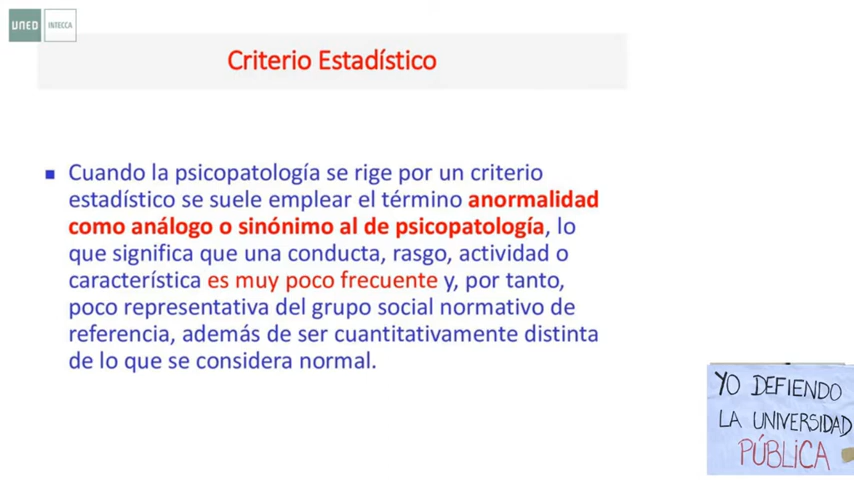 UNED
INTECCA
Criterio Estadístico
Cuando la psicopatología se rige por un criterio
estadístico se suele emplear el término anormalidad
como análogo o sinónimo al de psicopatología, lo
que significa que una conducta, rasgo, actividad o
característica es muy poco frecuente y, por tanto,
poco representativa del grupo social normativo de
referencia, además de ser cuantitativamente distinta
de lo que se considera normal.
YO DEFIENDO
LA UNIVERSIDAD
PÚBLICA